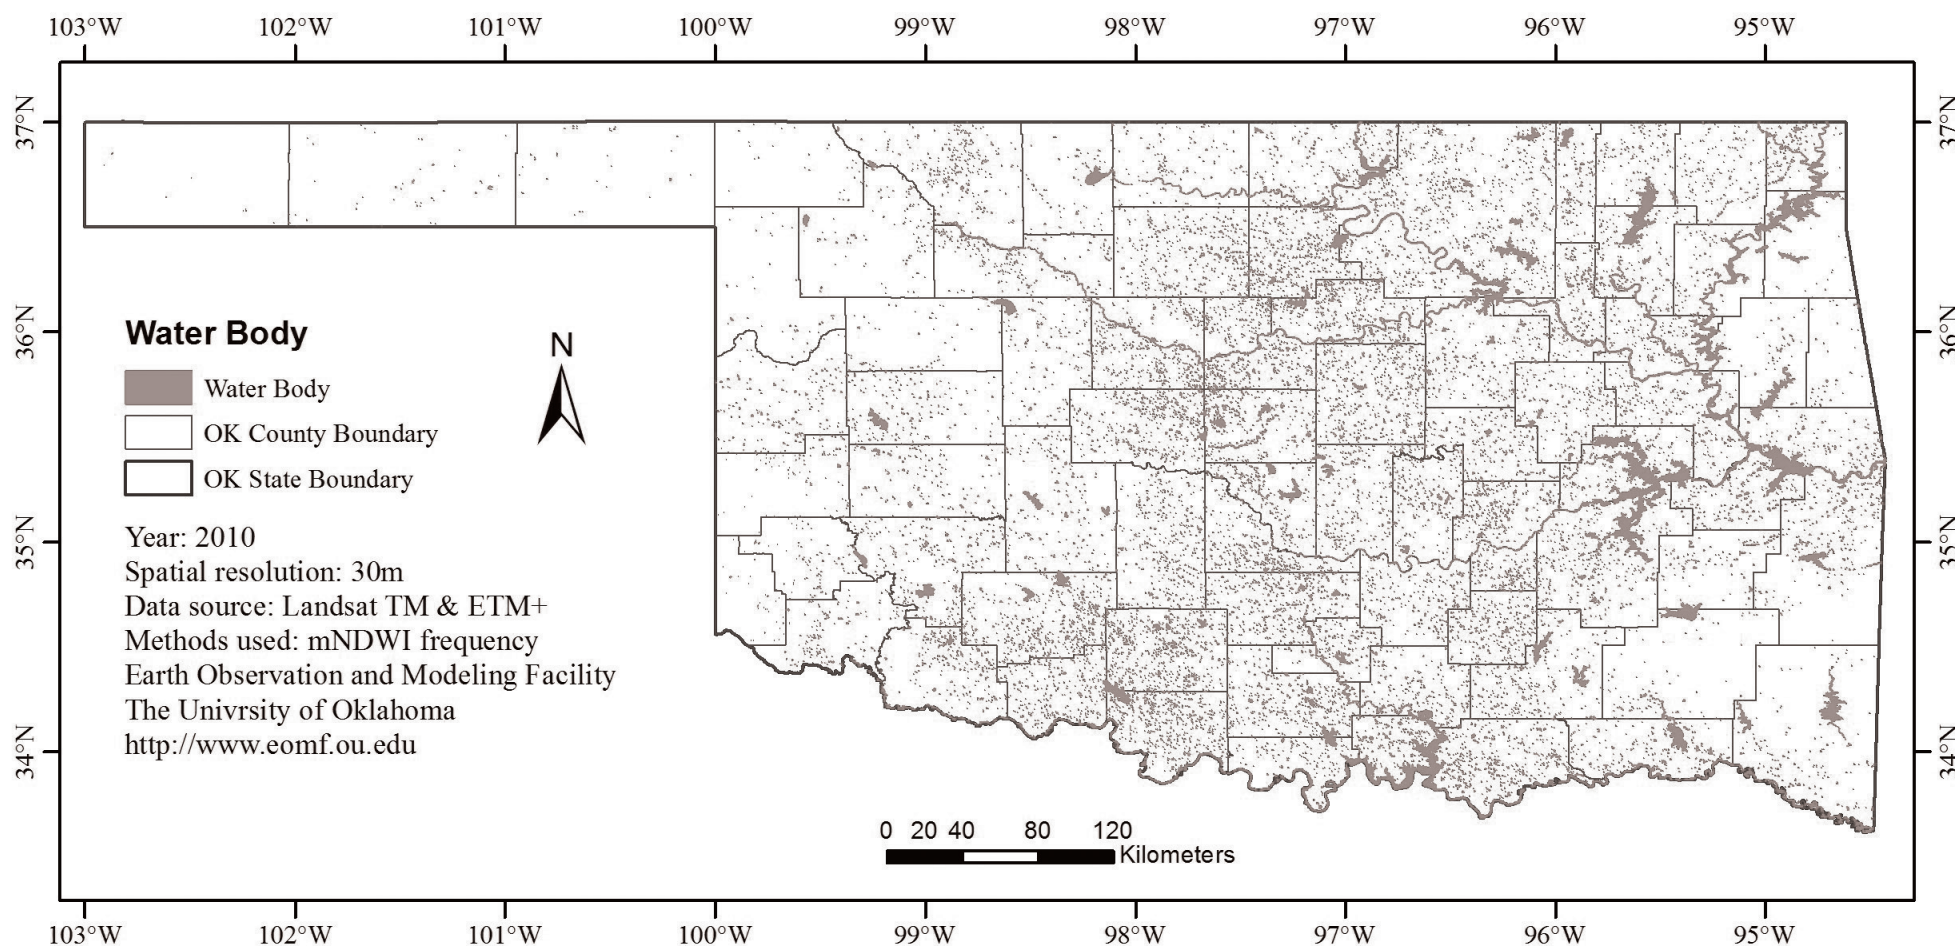 103°W 102°W 101°W 100°W 99°W 98°W 97°W 96°W 95°W
37°N 37°N
36°N 36°N
35°N 35°N
34°N 34°N
Water Body
Water Body
OK County Boundary
OK State Boundary
N
Year: 2010
Spatial resolution: 30m
Data source: Landsat TM & ETM+
Methods used: mNDWI frequency
Earth Observation and Modeling Facility
The Univrsity of Oklahoma
http://www.eomf.ou.edu
0 20 40 80 120
Kilometers
103°W 102°W 101°W 100°W 99°W 98°W 97°W 96°W 95°W